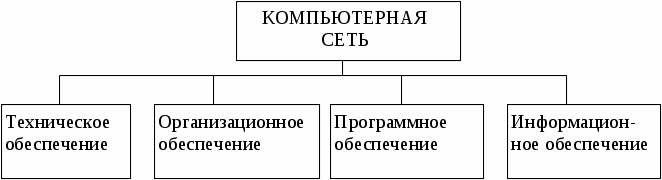 КОМПЬЮТЕРНАЯ
СЕТЬ
Техническое
обеспечение
Организационное
обеспечение
Программное
обеспечение
Информацион-
ное обеспечение